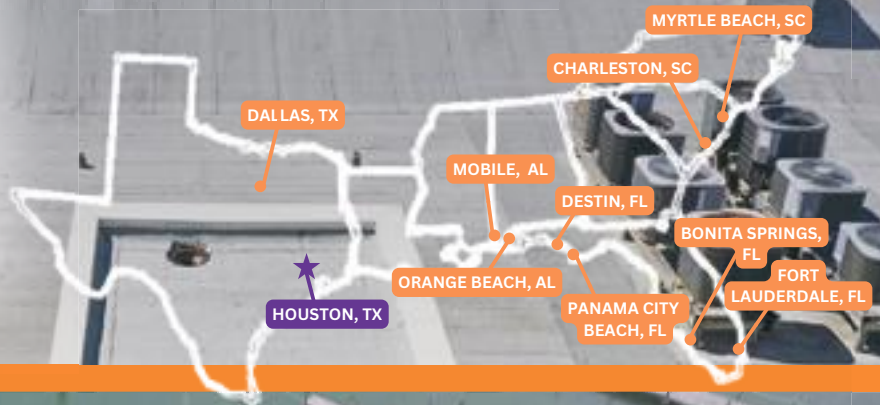 MYRTLE BEACH, SC
CHARLESTON, SC
DALLAS, TX
MOBILE, AL
DESTIN, FL
BONITA SPRINGS,
FL
FORT
LAUDERDALE, FL
ORANGE BEACH, AL
PANAMA CITY
BEACH, FL
HOUSTON, TX